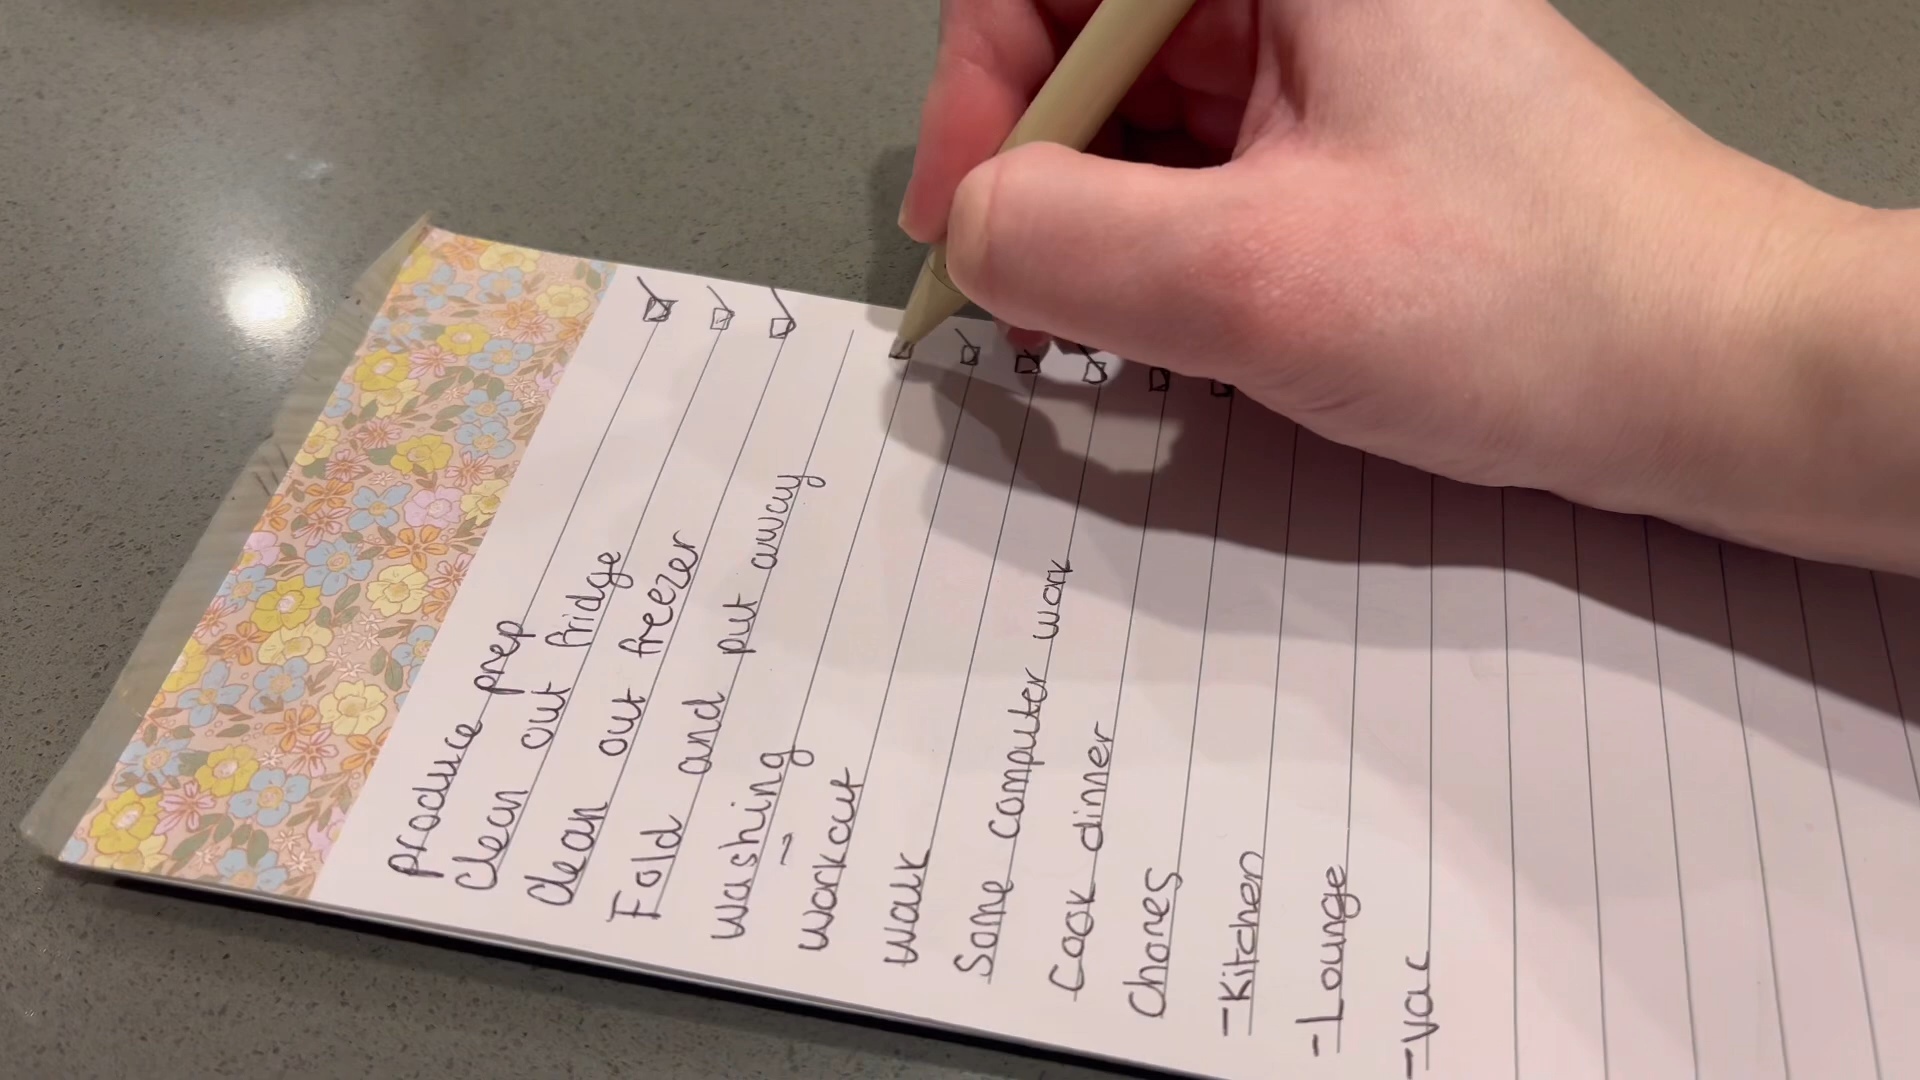 produce prep
Clean out fridge
Clean out freezer
Fold and put away
washing
workout
walk
Some computer work
Cook dinner
Chores
-Kitchen
-Lounge
-vac